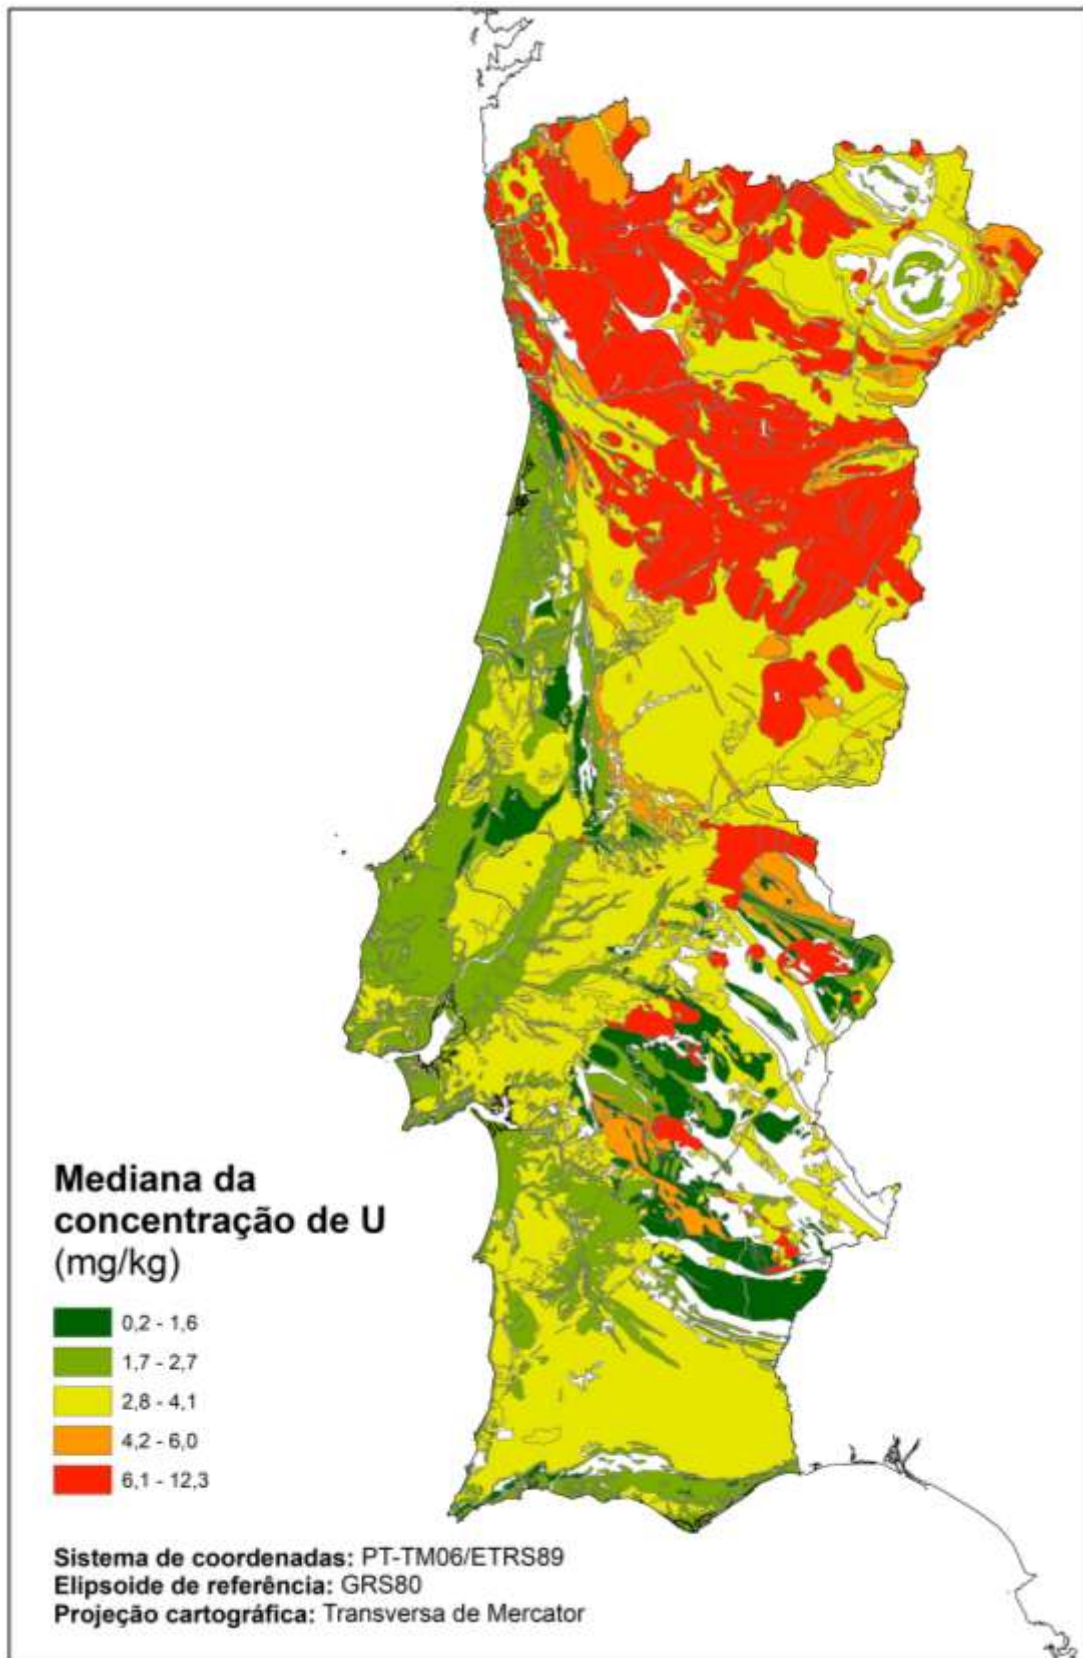 Mediana da
concentração de U
(mg/kg)
0,2 - 1,6
1,7 - 2,7
2,8 - 4,1
4,2 - 6,0
6,1 - 12,3
Sistema de coordenadas: PT-TM06/ETRS89
Elipsoide de referência: GRS80
Projeção cartográfica: Transversa de Mercator